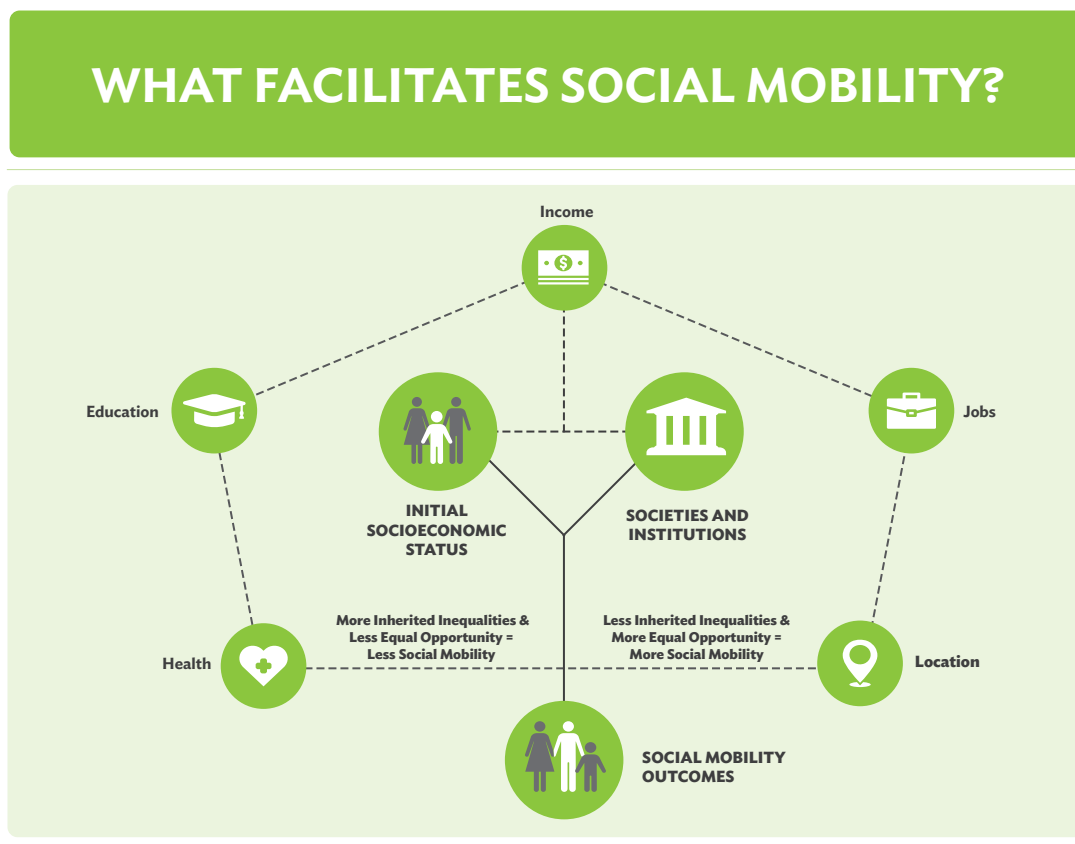 WHAT FACILITATES SOCIAL MOBILITY?
Income
$
Education
Jobs
INITIAL
SOCIOECONOMIC
STATUS
SOCIETIES AND
INSTITUTIONS
More Inherited Inequalities &
Less Equal Opportunity =
Less Social Mobility
Less Inherited Inequalities &
More Equal Opportunity =
More Social Mobility
Health
Location
SOCIAL MOBILITY
OUTCOMES